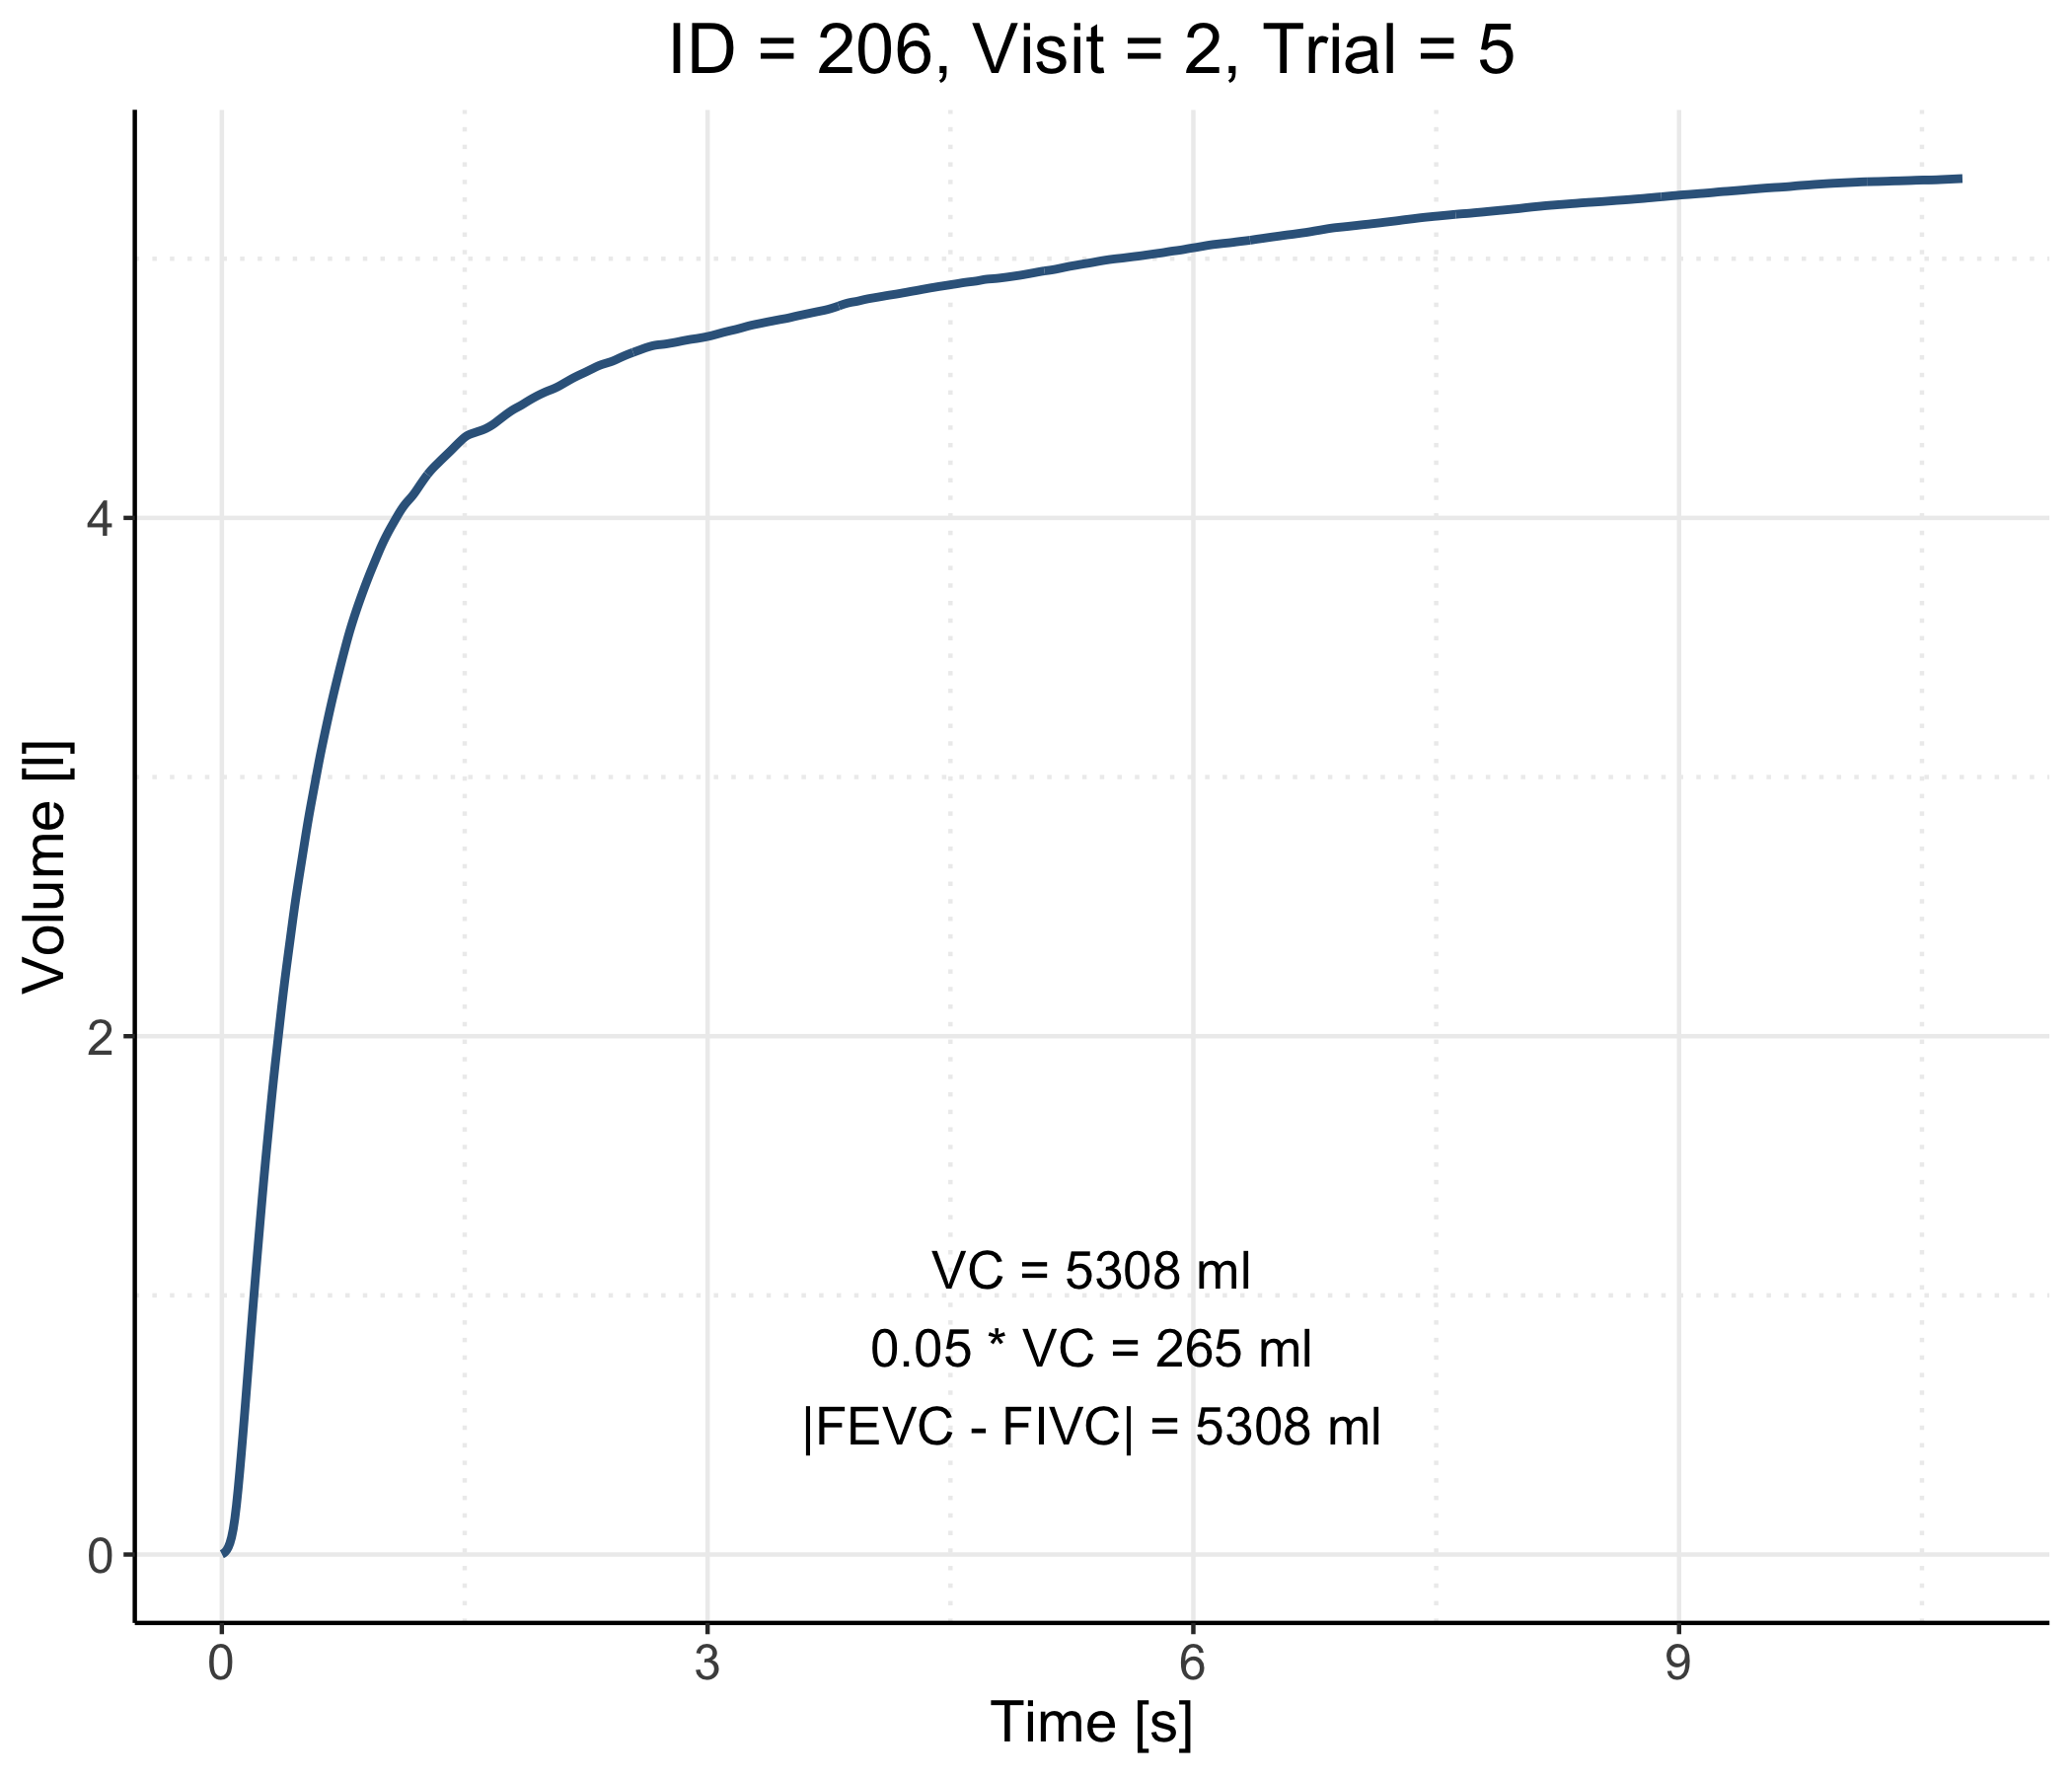 ID = 206, Visit = 2, Trial = 5
Volume [l]
4
2
0
VC = 5308 ml
0.05 * VC = 265 ml
|FEVC - FIVC| = 5308 ml
0 3 6 9
Time [s]